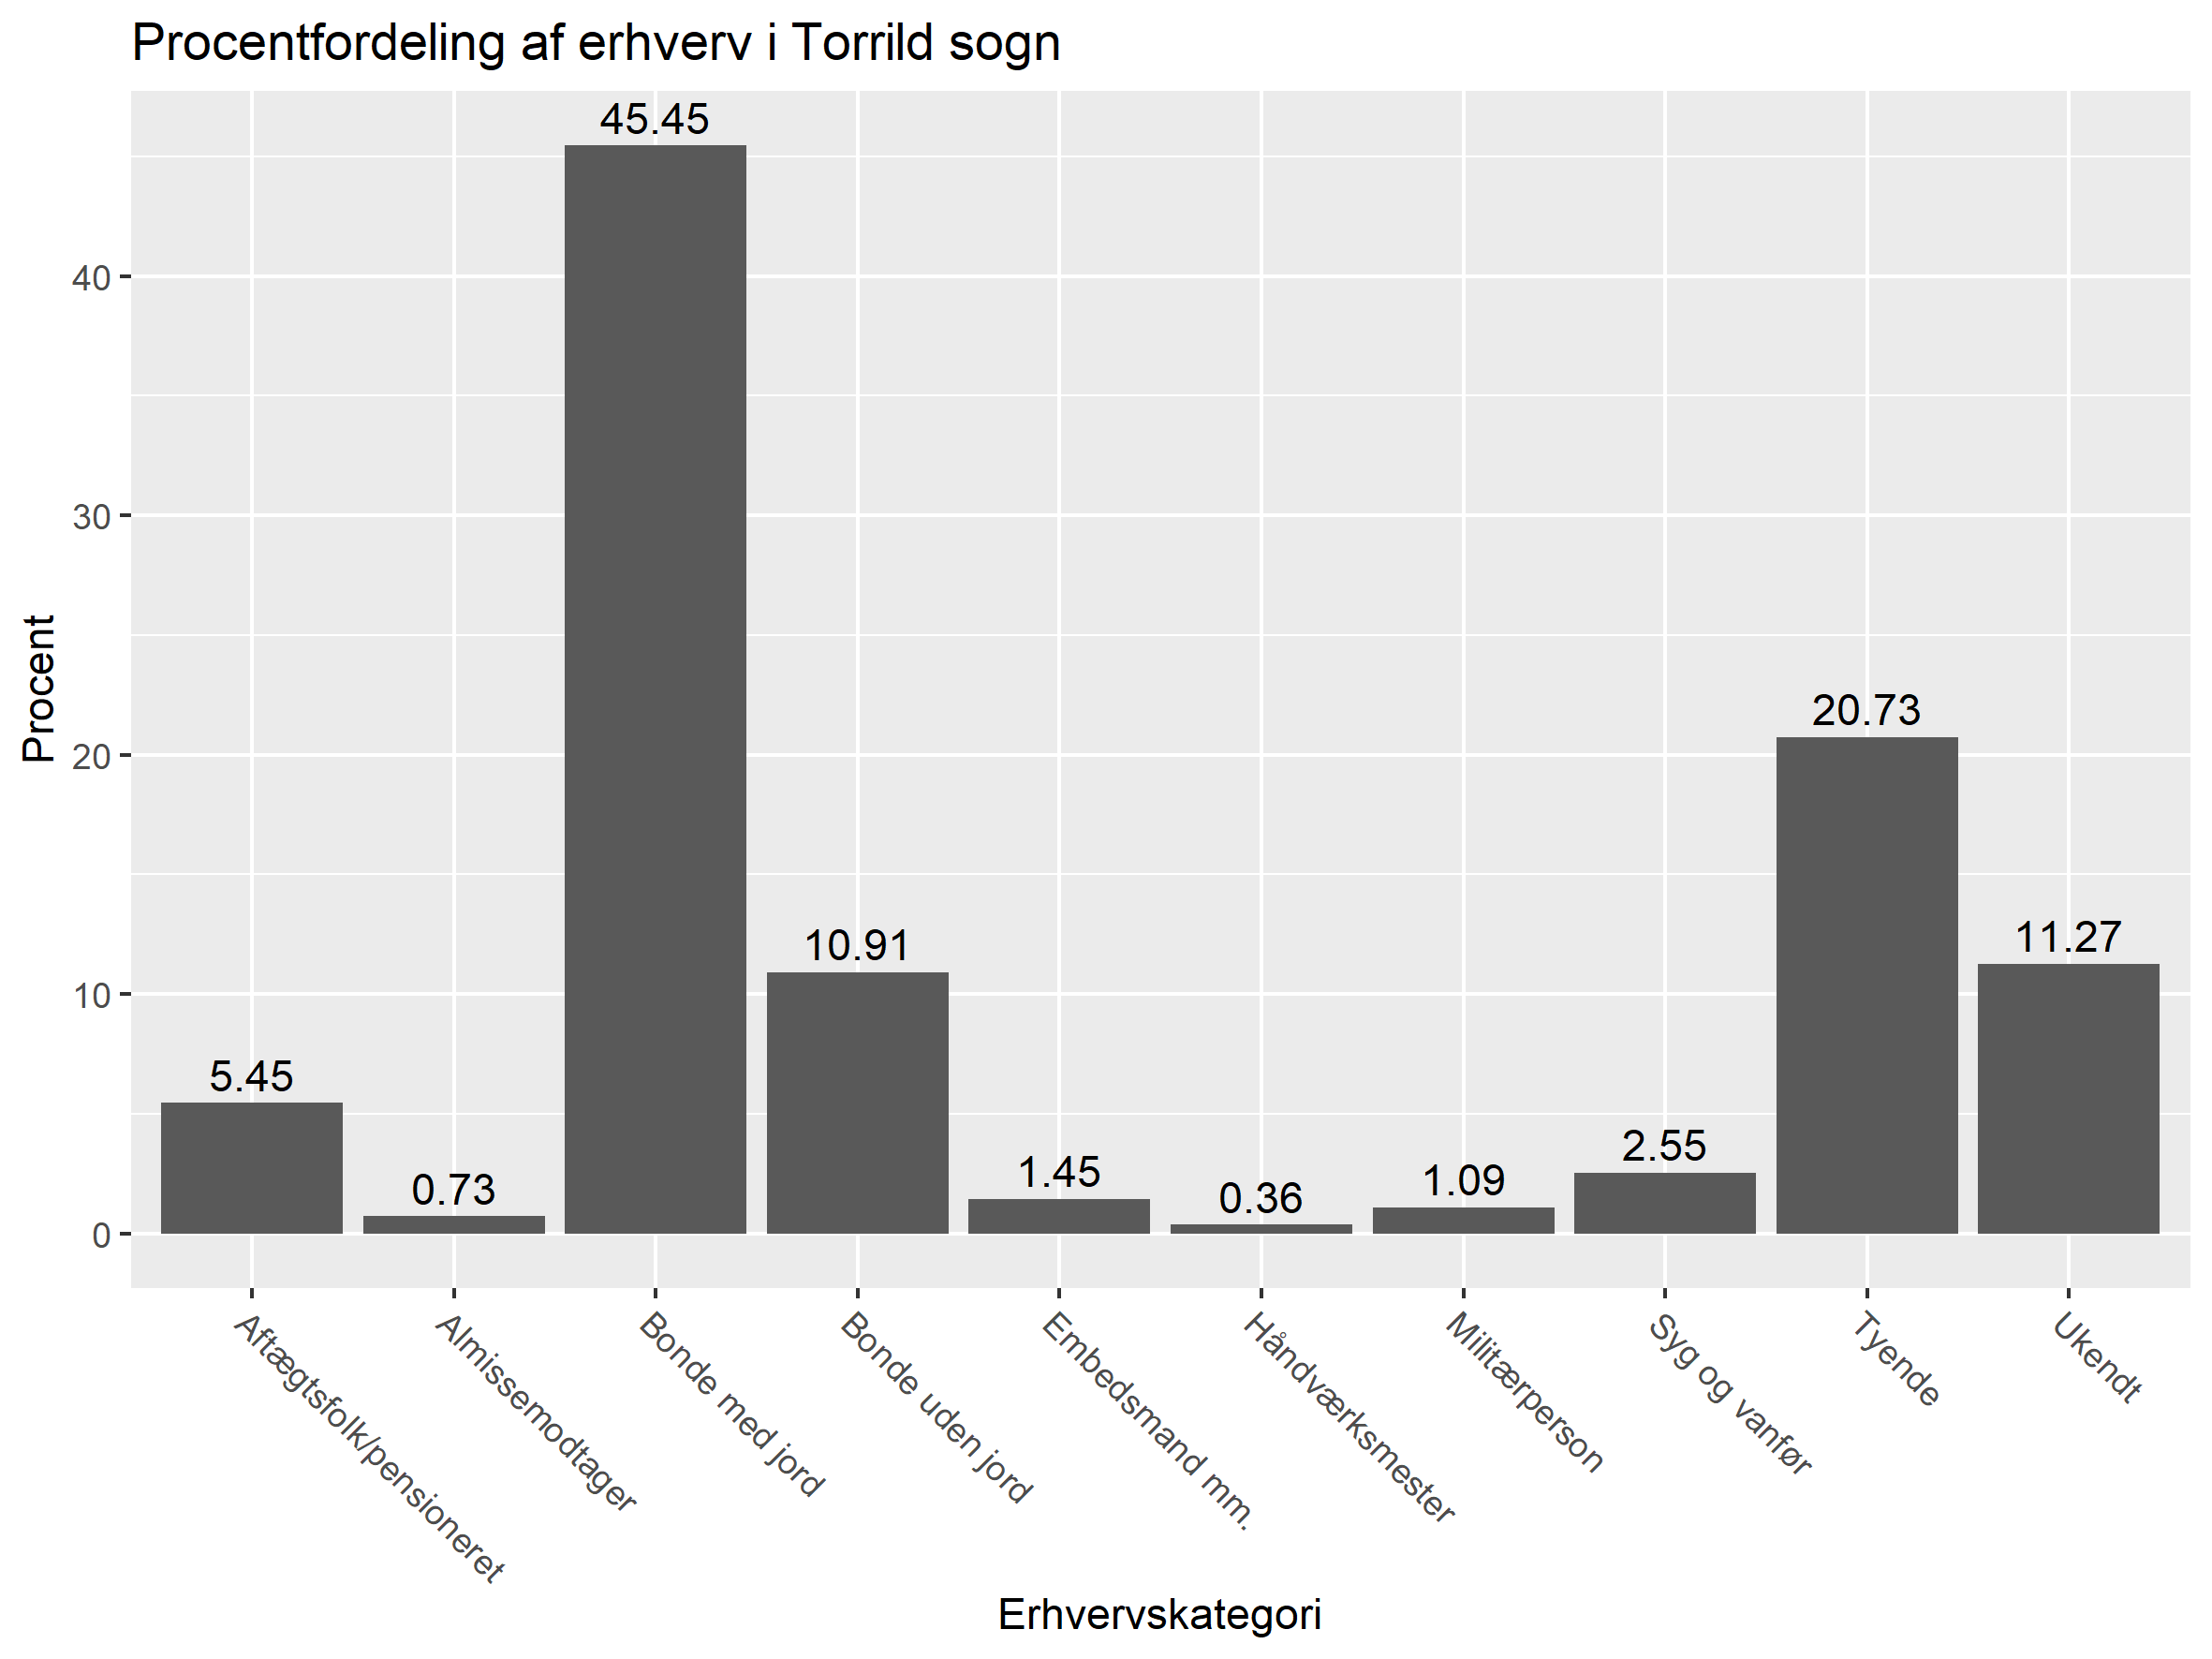 Procentfordeling af erhverv i Torrild sogn
Procent
40
30
20
10
0
5.45
0.73
45.45
10.91
1.45
0.36
1.09
2.55
20.73
11.27
Aftægtsfolk/pensioneret
Almissemodtager
Bonde med jord
Bonde uden jord
Embedsmand mm.
Håndværksmester
Militærperson
Syg og vanfør
Tyende
Ukendt
Erhvervskategori